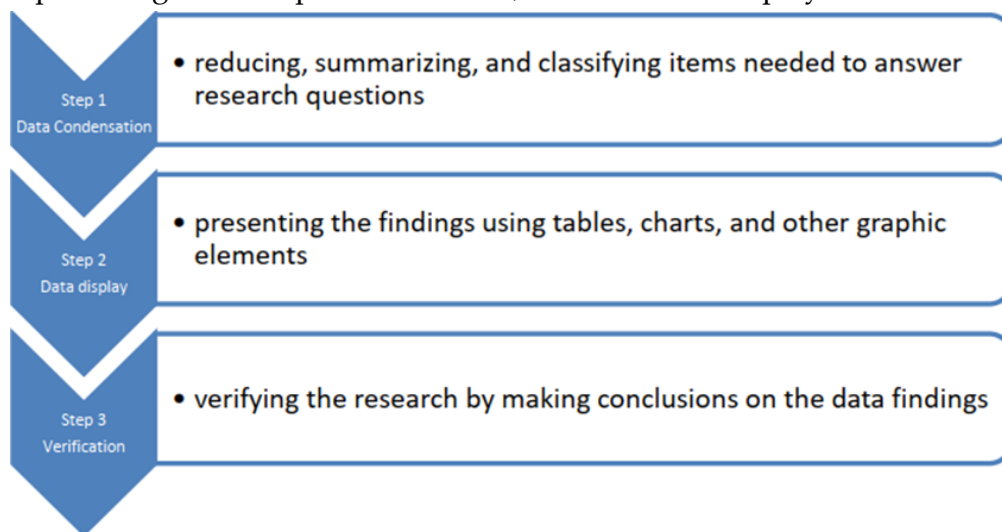 Step 1
Data Condensation
• reducing, summarizing, and classifying items needed to answer
research questions
Step 2
Data display
• presenting the findings using tables, charts, and other graphic
elements
Step 3
Verification
• verifying the research by making conclusions on the data findings